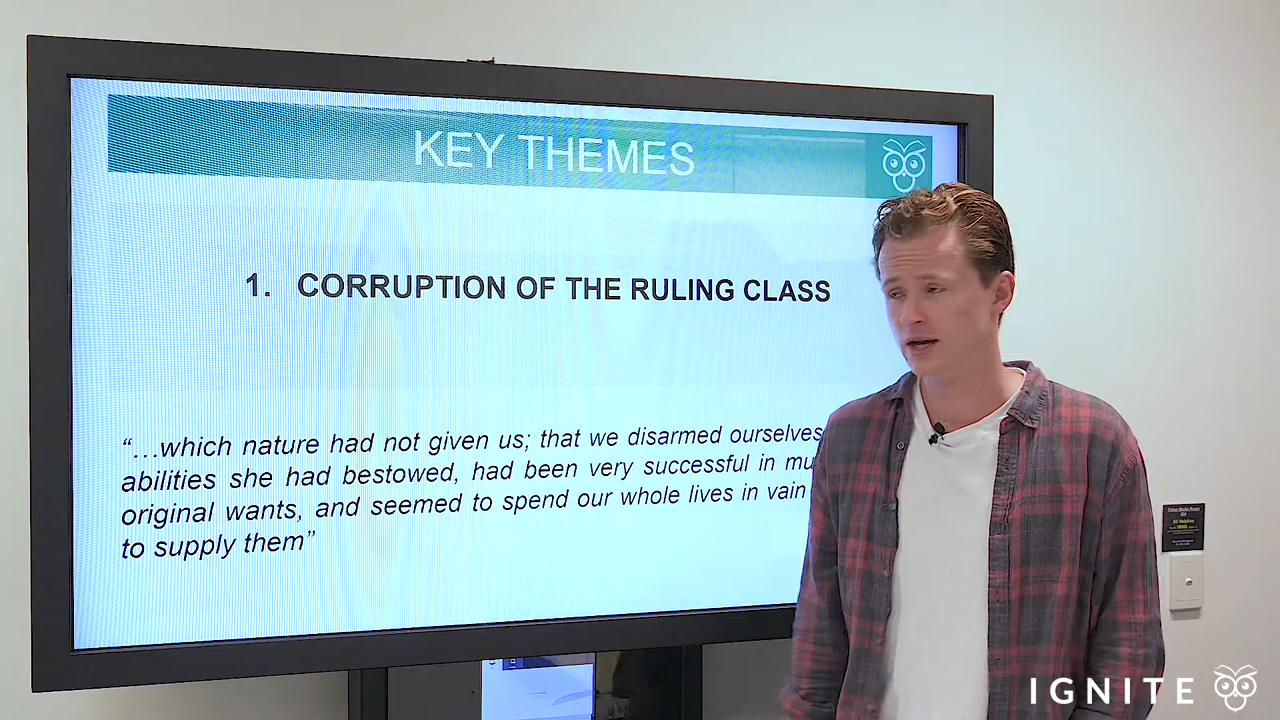 KEY THEMES
1. CORRUPTION OF THE RULING CLASS
“…which nature had not given us; that we disarmed ourselves
abilities she had bestowed, had been very successful in mu
original wants, and seemed to spend our whole lives in vain
to supply them”
IGNITE